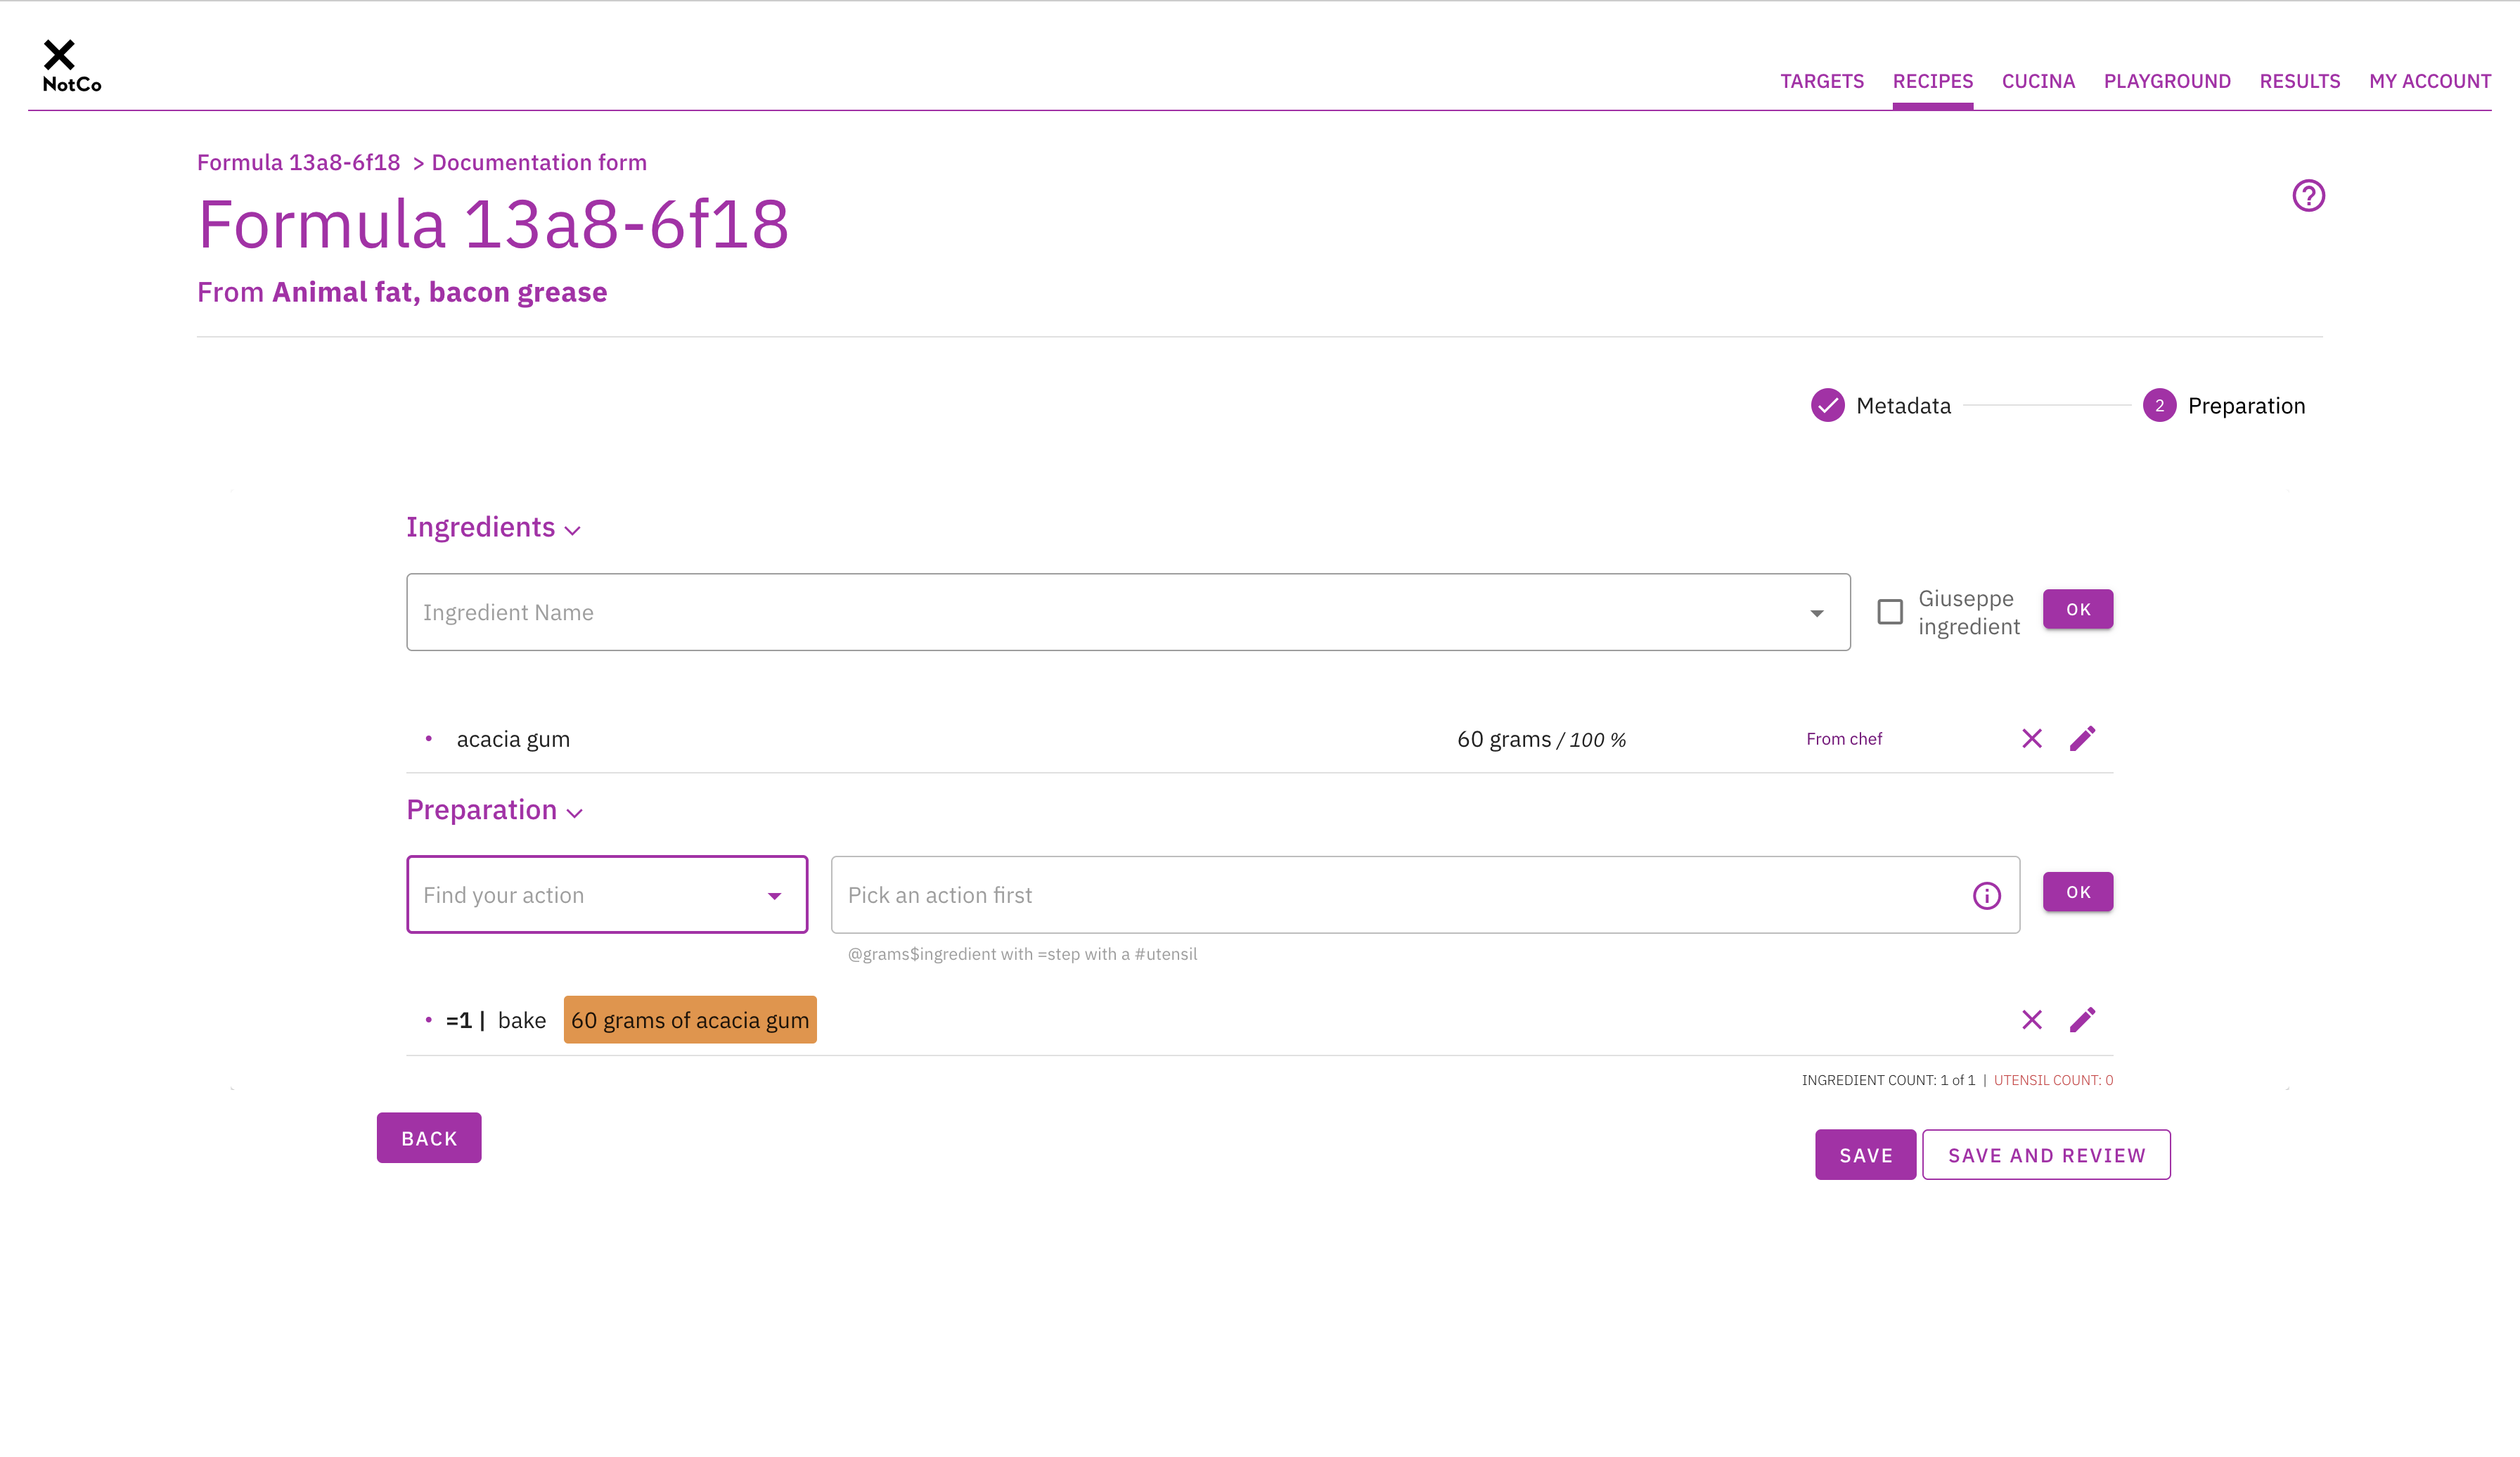 NotCo
TARGETS RECIPES CUCINA PLAYGROUND RESULTS MY ACCOUNT
Formula 13a8-6f18 > Documentation form
Formula 13a8-6f18
From Animal fat, bacon grease
Metadata 2 Preparation
Ingredients
Ingredient Name
Giuseppe
ingredient
OK
• acacia gum 60 grams / 100 % From chef
Preparation
Find your action Pick an action first OK
@grams$ingredient with =step with a #utensil
• =1 | bake 60 grams of acacia gum
INGREDIENT COUNT: 1 of 1 | UTENSIL COUNT: 0
BACK
SAVE SAVE AND REVIEW